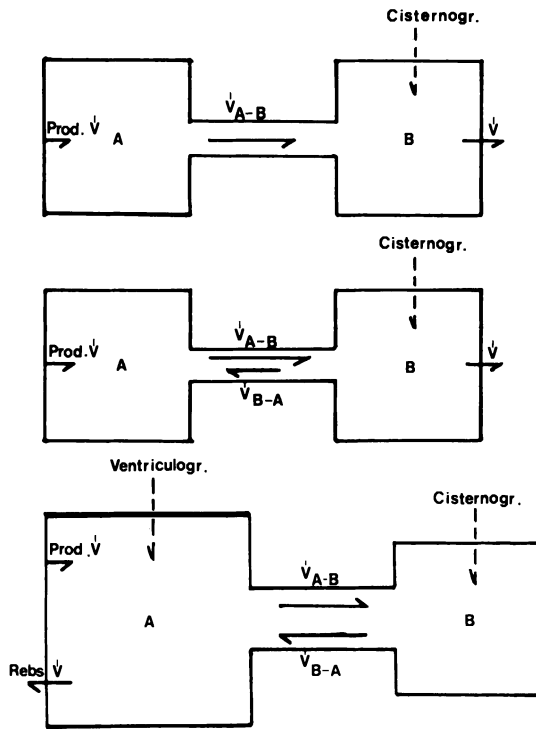 Cisternogr.
V̇A-B
Prod. V̇
A
B
V̇
Cisternogr.
V̇A-B
Prod. V̇
A
B
V̇
V̇B-A
Ventriculogr.
Cisternogr.
Prod. V̇
V̇A-B
A
B
Rebs V̇
V̇B-A